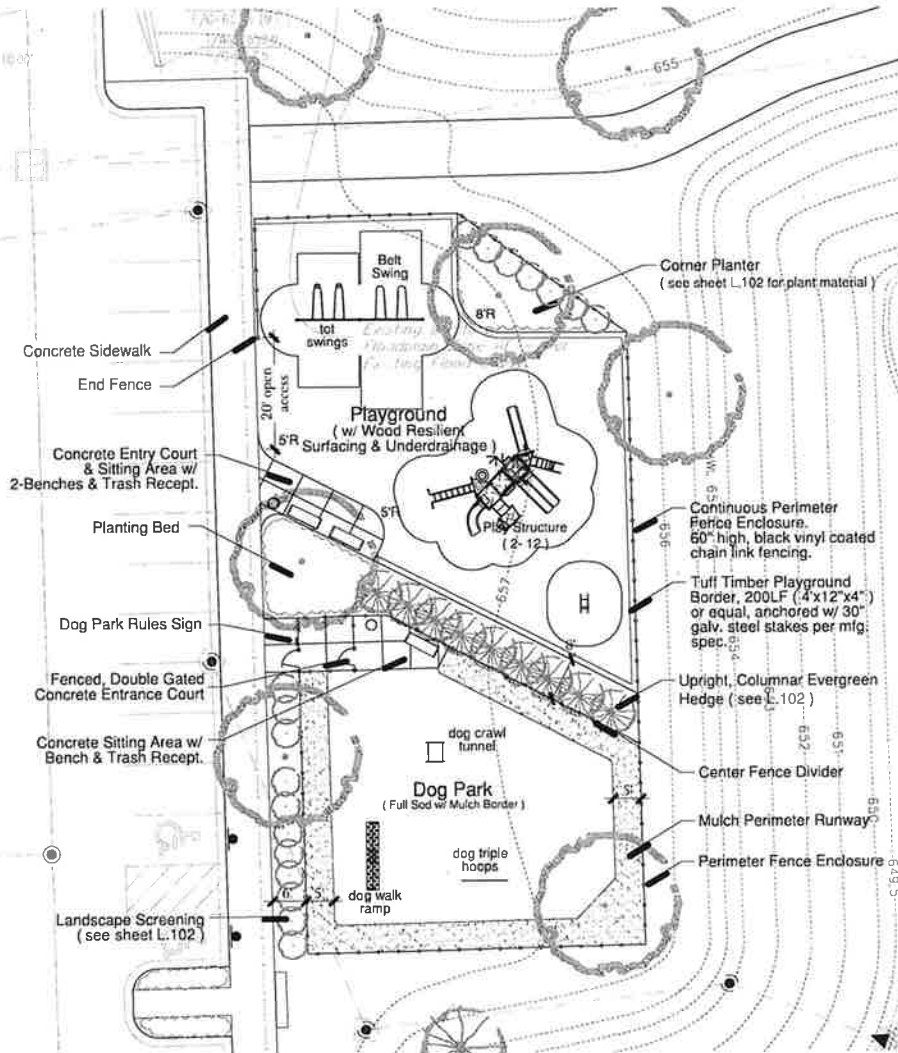 655
Belt
Swing
Corner Planter
( see sheet L.102 for plant material )
8'R
tot
swings
Existing
Concrete Sidewalk
End Fence
20' open
access
Playground
( w/ Wood Resilient
Surfacing & Underdrainage )
5'R
Concrete Entry Court
& Sitting Area w/
2-Benches & Trash Recept.
5'R
Play Structure
( 2- 12 )
Continuous Perimeter
Fence Enclosure.
60" high, black vinyl coated
chain link fencing.
656
Planting Bed
657
Tuff Timber Playground
Border, 200LF ( 4'x12"x4" )
or equal, anchored w/ 30"
galv. steel stakes per mfg.
spec.
654
Dog Park Rules Sign
Fenced, Double Gated
Concrete Entrance Court
Upright, Columnar Evergreen
Hedge ( see L.102 )
652
651
Concrete Sitting Area w/
Bench & Trash Recept.
dog crawl
tunnel
Center Fence Divider
Dog Park
( Full Sod w/ Mulch Border )
5'
650
Mulch Perimeter Runway
Perimeter Fence Enclosure
649.5
dog triple
hoops
dog walk
ramp
6'
5'
Landscape Screening
( see sheet L.102 )